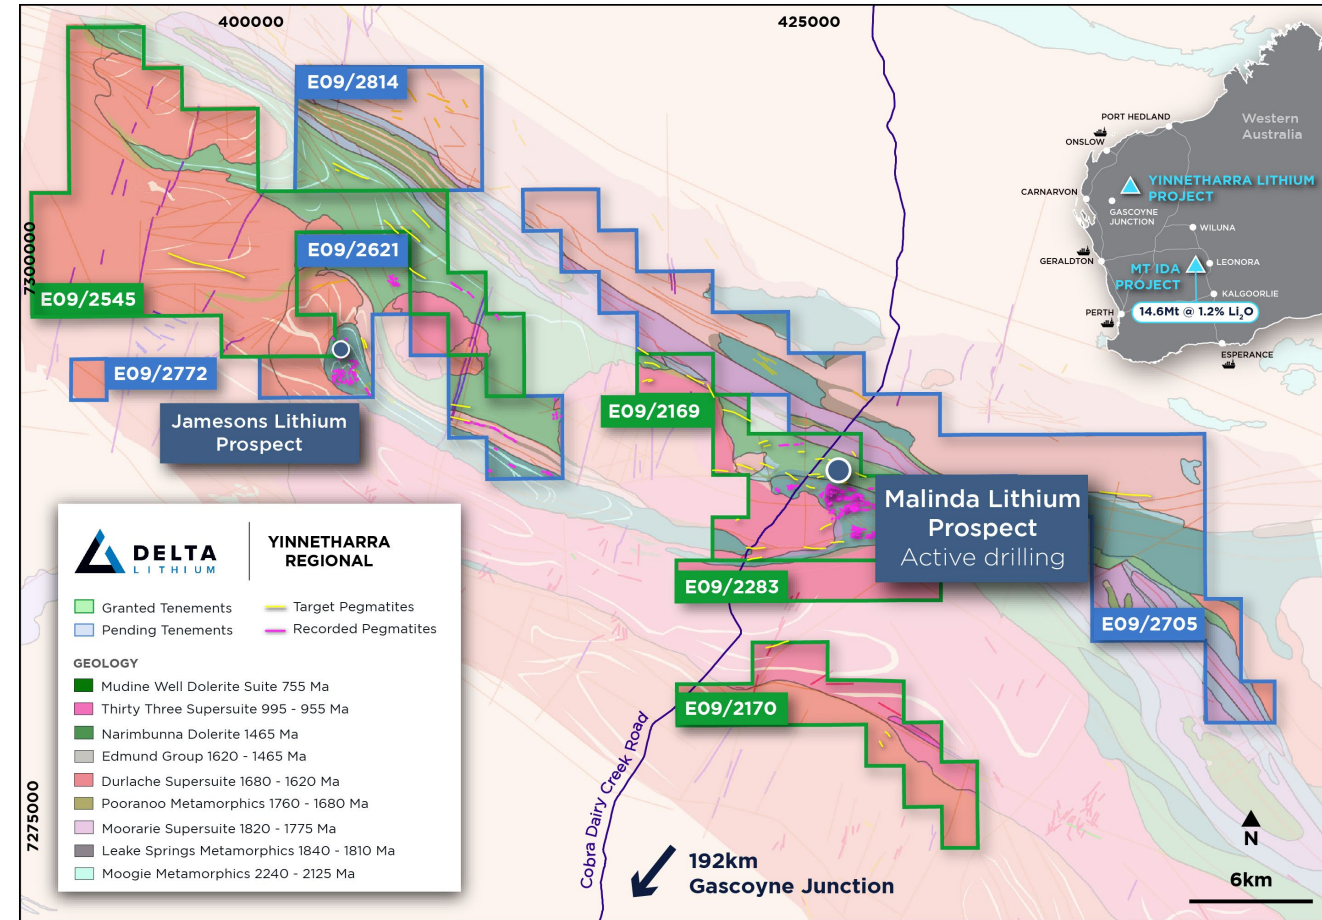 400000
425000
7300000
7275000
E09/2814
E09/2621
E09/2545
E09/2772
Jamesons Lithium
Prospect
E09/2169
Malinda Lithium
Prospect
Active drilling
E09/2283
E09/2705
E09/2170
Cobra Dairy Creek Road
192km
Gascoyne Junction
N
6km
Western
Australia
PORT HEDLAND
ONSLOW
CARNARVON
YINNETHARRA LITHIUM
PROJECT
GASCOYNE
JUNCTION
WILUNA
GERALDTON
MT IDA
PROJECT
LEONORA
KALGOORLIE
PERTH
14.6Mt @ 1.2% Li₂O
ESPERANCE
DELTA
LITHIUM
YINNETHARRA
REGIONAL
Granted Tenements
Target Pegmatites
Pending Tenements
Recorded Pegmatites
GEOLOGY
Mudine Well Dolerite Suite 755 Ma
Thirty Three Supersuite 995 - 955 Ma
Narimbunna Dolerite 1465 Ma
Edmund Group 1620 - 1465 Ma
Durlache Supersuite 1680 - 1620 Ma
Pooranoo Metamorphics 1760 - 1680 Ma
Moorarie Supersuite 1820 - 1775 Ma
Leake Springs Metamorphics 1840 - 1810 Ma
Moogie Metamorphics 2240 - 2125 Ma